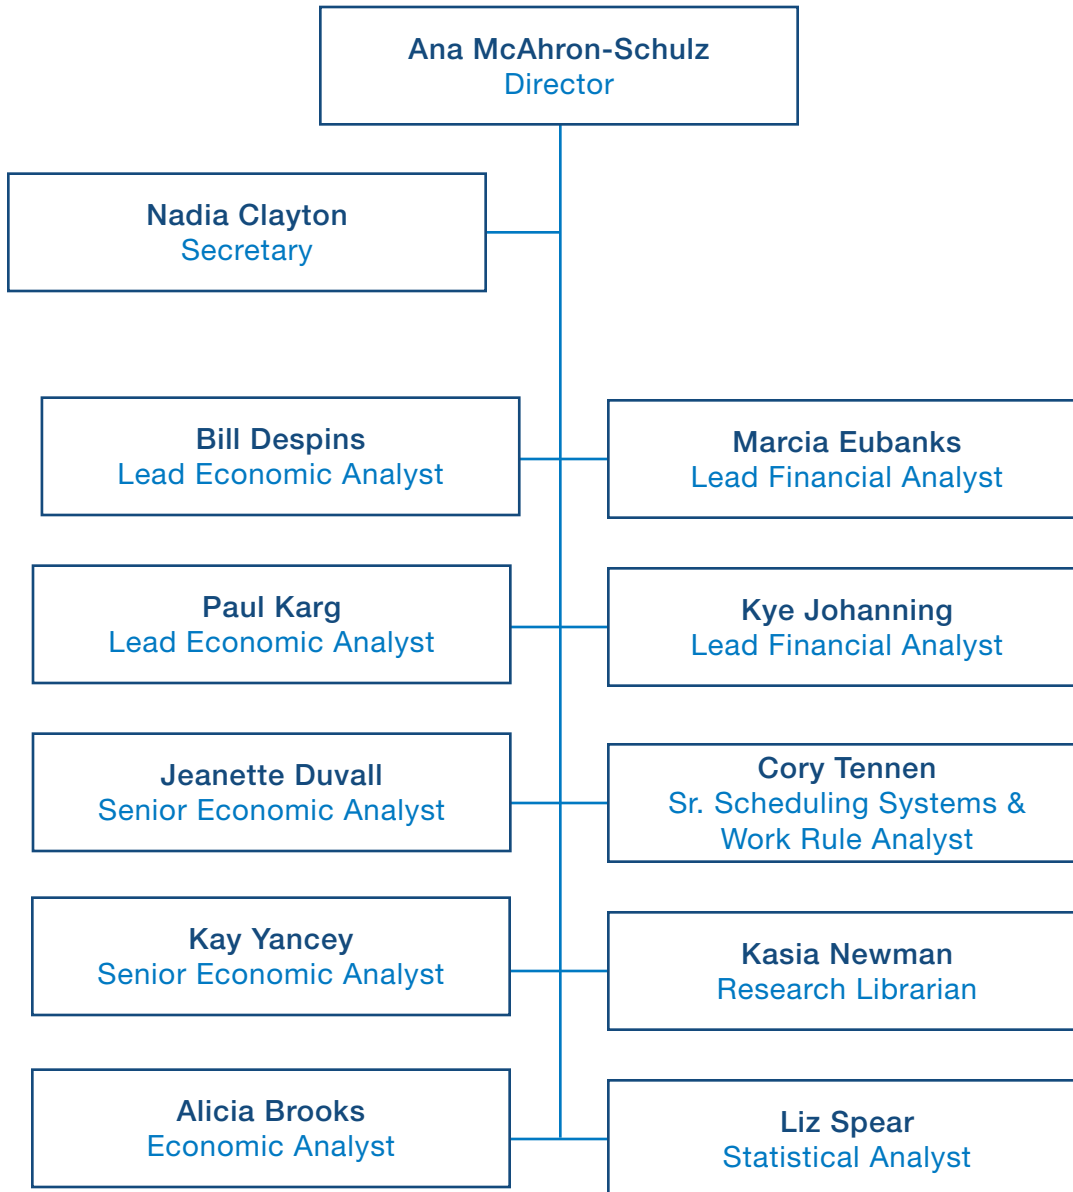 Ana McAhron-Schulz
Director
Nadia Clayton
Secretary
Bill Despins
Lead Economic Analyst
Marcia Eubanks
Lead Financial Analyst
Paul Karg
Lead Economic Analyst
Kye Johanning
Lead Financial Analyst
Jeanette Duvall
Senior Economic Analyst
Cory Tennen
Sr. Scheduling Systems &
Work Rule Analyst
Kay Yancey
Senior Economic Analyst
Kasia Newman
Research Librarian
Alicia Brooks
Economic Analyst
Liz Spear
Statistical Analyst